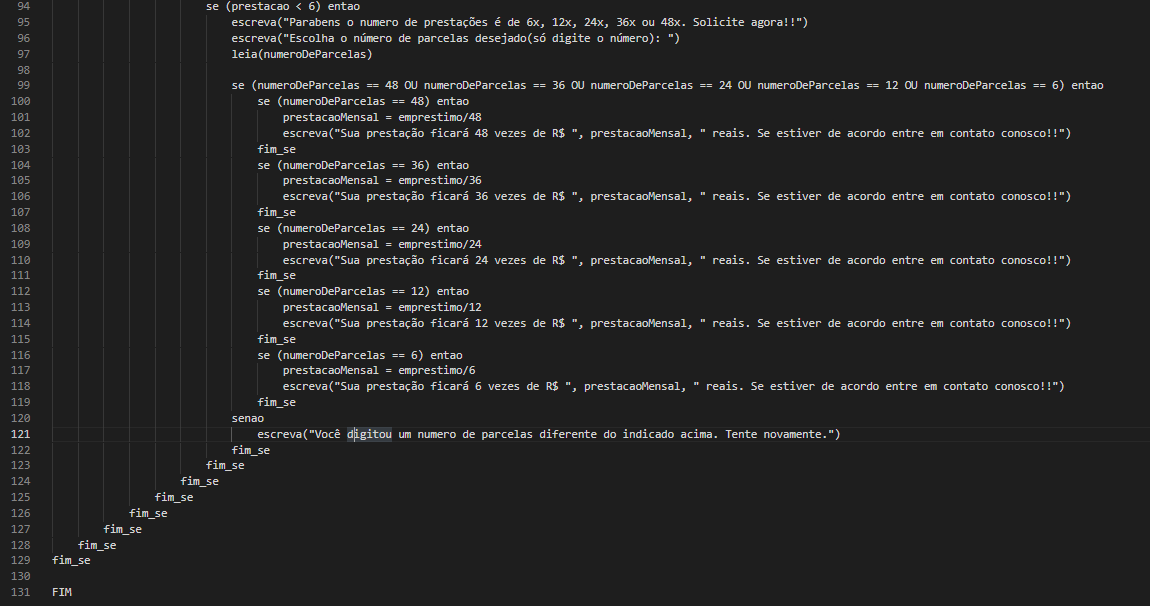 94 se (prestacao < 6) entao
95 escreva("Parabens o numero de prestações é de 6x, 12x, 24x, 36x ou 48x. Solicite agora!!")
96 escreva("Escolha o número de parcelas desejado(só digite o número): ")
97 leia(numeroDeParcelas)
98
99 se (numeroDeParcelas == 48 OU numeroDeParcelas == 36 OU numeroDeParcelas == 24 OU numeroDeParcelas == 12 OU numeroDeParcelas == 6) entao
100 se (numeroDeParcelas == 48) entao
101 prestacaoMensal = emprestimo/48
102 escreva("Sua prestação ficará 48 vezes de R$ ", prestacaoMensal, " reais. Se estiver de acordo entre em contato conosco!!")
103 fim_se
104 se (numeroDeParcelas == 36) entao
105 prestacaoMensal = emprestimo/36
106 escreva("Sua prestação ficará 36 vezes de R$ ", prestacaoMensal, " reais. Se estiver de acordo entre em contato conosco!!")
107 fim_se
108 se (numeroDeParcelas == 24) entao
109 prestacaoMensal = emprestimo/24
110 escreva("Sua prestação ficará 24 vezes de R$ ", prestacaoMensal, " reais. Se estiver de acordo entre em contato conosco!!")
111 fim_se
112 se (numeroDeParcelas == 12) entao
113 prestacaoMensal = emprestimo/12
114 escreva("Sua prestação ficará 12 vezes de R$ ", prestacaoMensal, " reais. Se estiver de acordo entre em contato conosco!!")
115 fim_se
116 se (numeroDeParcelas == 6) entao
117 prestacaoMensal = emprestimo/6
118 escreva("Sua prestação ficará 6 vezes de R$ ", prestacaoMensal, " reais. Se estiver de acordo entre em contato conosco!!")
119 fim_se
120 senao
121 escreva("Você digitou um numero de parcelas diferente do indicado acima. Tente novamente.")
122 fim_se
123 fim_se
124 fim_se
125 fim_se
126 fim_se
127 fim_se
128 fim_se
129 fim_se
130
131 FIM